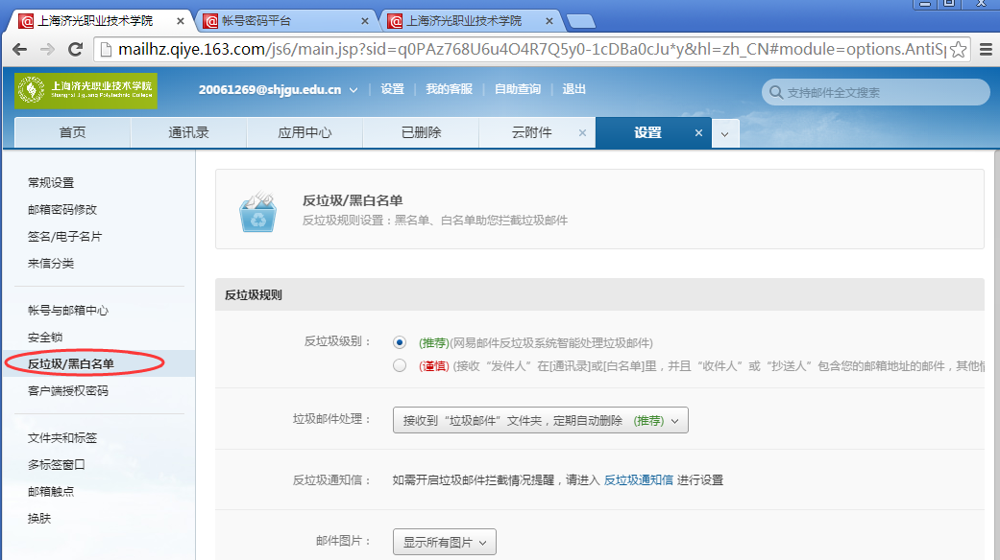 上海济光职业技术学院
帐号密码平台
上海济光职业技术学院
mailhz.qiye.163.com/js6/main.jsp?sid=q0PAz768U6u4O4R7Q5y0-1cDBa0cJu*y&hl=zh_CN#module=options.AntiSp
上海济光职业技术学院
Shanghai Jiguang Polytechnic College
20061269@shjgu.edu.cn
设置
我的客服
自助查询
退出
支持邮件全文搜索
首页
通讯录
应用中心
已删除
云附件
设置
常规设置
邮箱密码修改
签名/电子名片
来信分类
帐号与邮箱中心
安全锁
反垃圾/黑白名单
客户端授权密码
文件夹和标签
多标签窗口
邮箱触点
换肤
反垃圾/黑白名单
反垃圾规则设置:黑名单、白名单助您拦截垃圾邮件
反垃圾规则
反垃圾级别:
(推荐)(网易邮件反垃圾系统智能处理垃圾邮件)
(谨慎) (接收“发件人”在[通讯录]或[白名单]里，并且“收件人”或“抄送人”包含您的邮箱地址的邮件，其他
垃圾邮件处理:
接收到“垃圾邮件”文件夹，定期自动删除 (推荐)
反垃圾通知信:
如需开启垃圾邮件拦截情况提醒，请进入 反垃圾通知信 进行设置
邮件图片:
显示所有图片